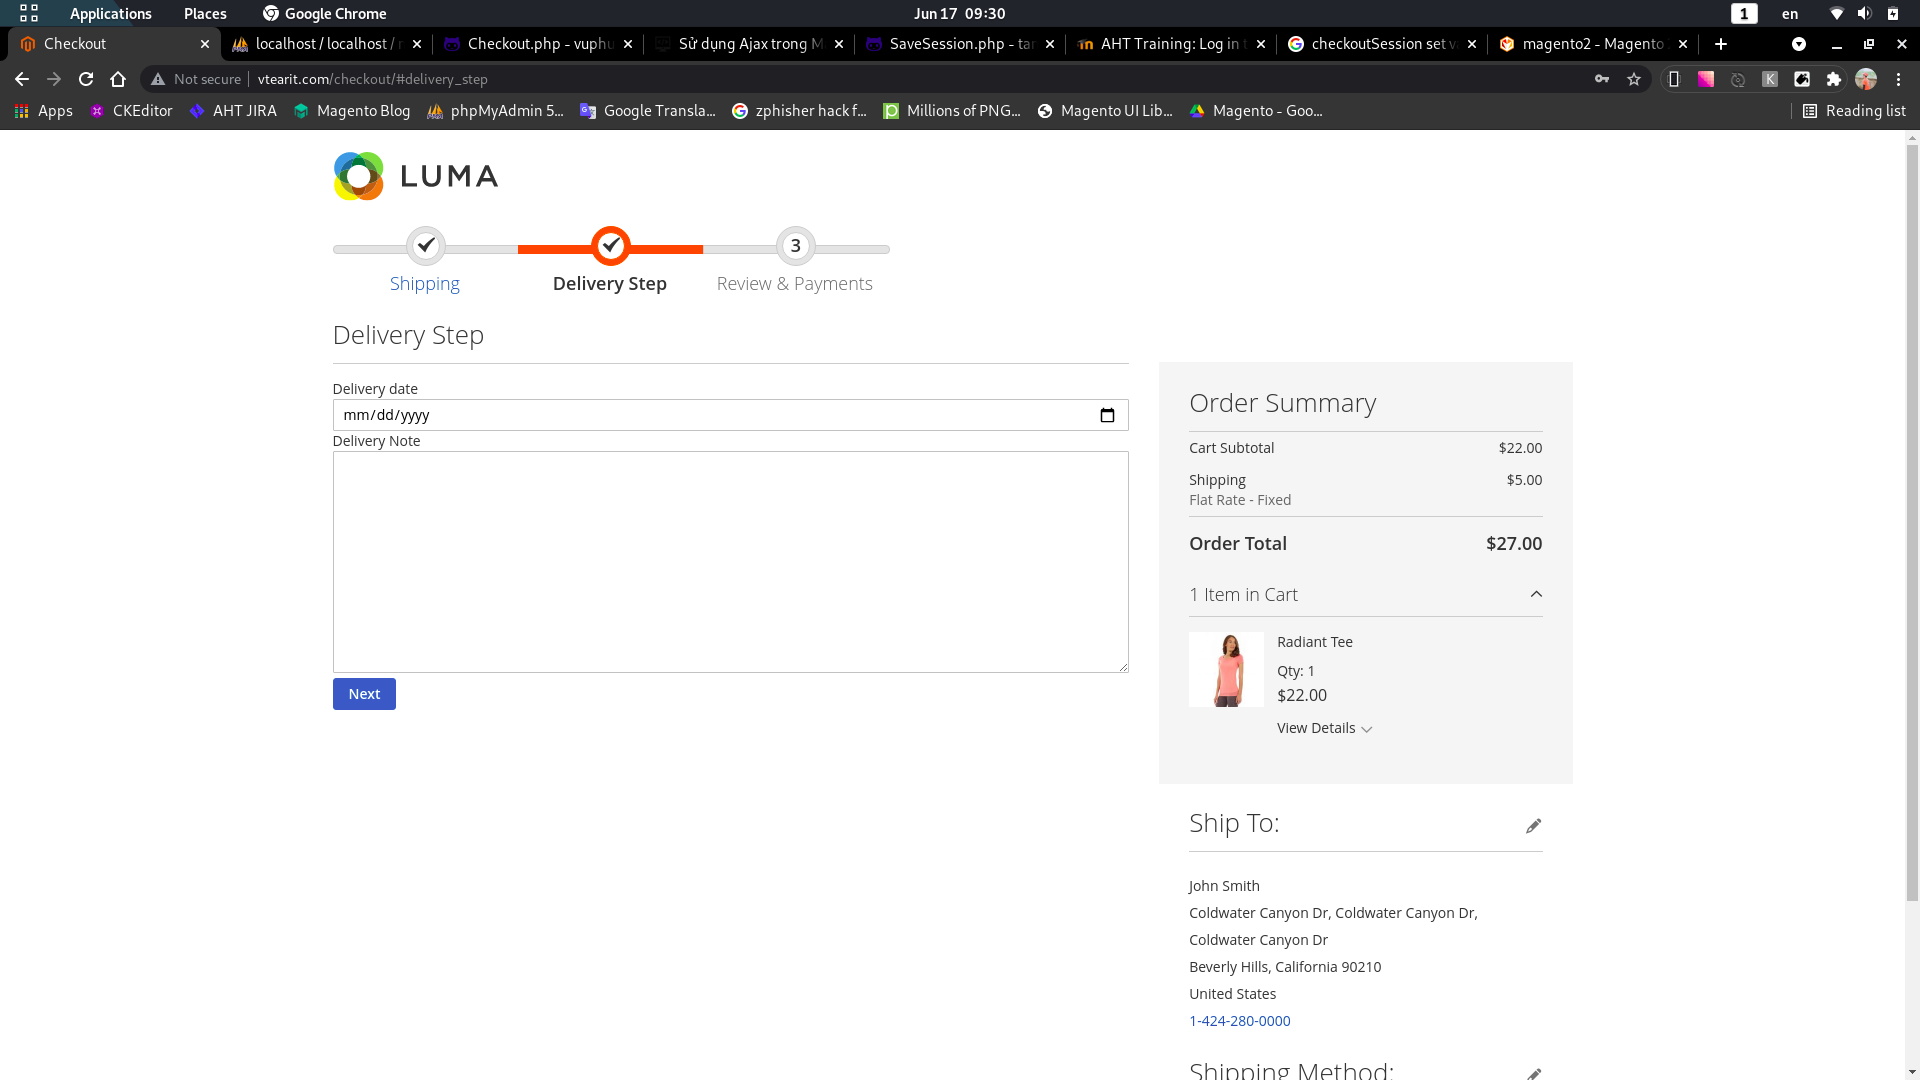 Applications Places Google Chrome Jun 17 09:30 1 en
Checkout localhost / localhost / Checkout.php - vuphu Sử dụng Ajax trong M SaveSession.php - tan AHT Training: Log in t checkoutSession set va magento2 - Magento
Not secure vtearit.com/checkout/#delivery_step
Apps CKEditor AHT JIRA Magento Blog phpMyAdmin 5... Google Transla... zphisher hack f... Millions of PNG... Magento UI Lib... Magento - Goo... Reading list
LUMA
3
Shipping Delivery Step Review & Payments
Delivery Step
Delivery date
mm/dd/yyyy
Delivery Note
Next
Order Summary
Cart Subtotal $22.00
Shipping $5.00
Flat Rate - Fixed
Order Total $27.00
1 Item in Cart
Radiant Tee
Qty: 1
$22.00
View Details
Ship To:
John Smith
Coldwater Canyon Dr, Coldwater Canyon Dr,
Coldwater Canyon Dr
Beverly Hills, California 90210
United States
1-424-280-0000
Shipping Method: